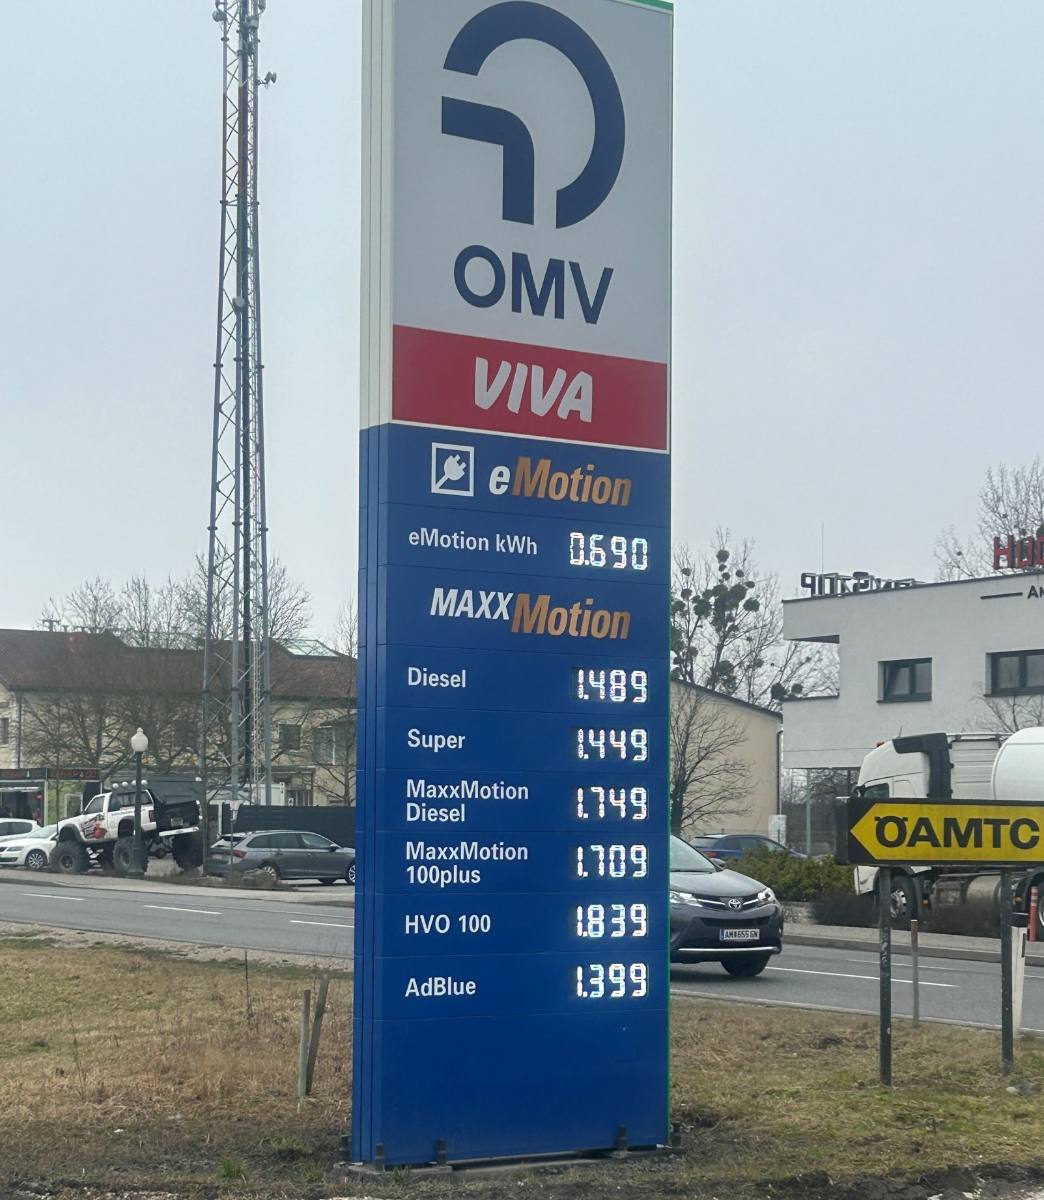 OMV
VIVA
eMotion
eMotion kWh 0.690
MAXXMotion
Diesel 1.489
Super 1.449
MaxxMotion
Diesel 1.749
MaxxMotion
100plus 1.709
HVO 100 1.839
AdBlue 1.399
ÖAMTC